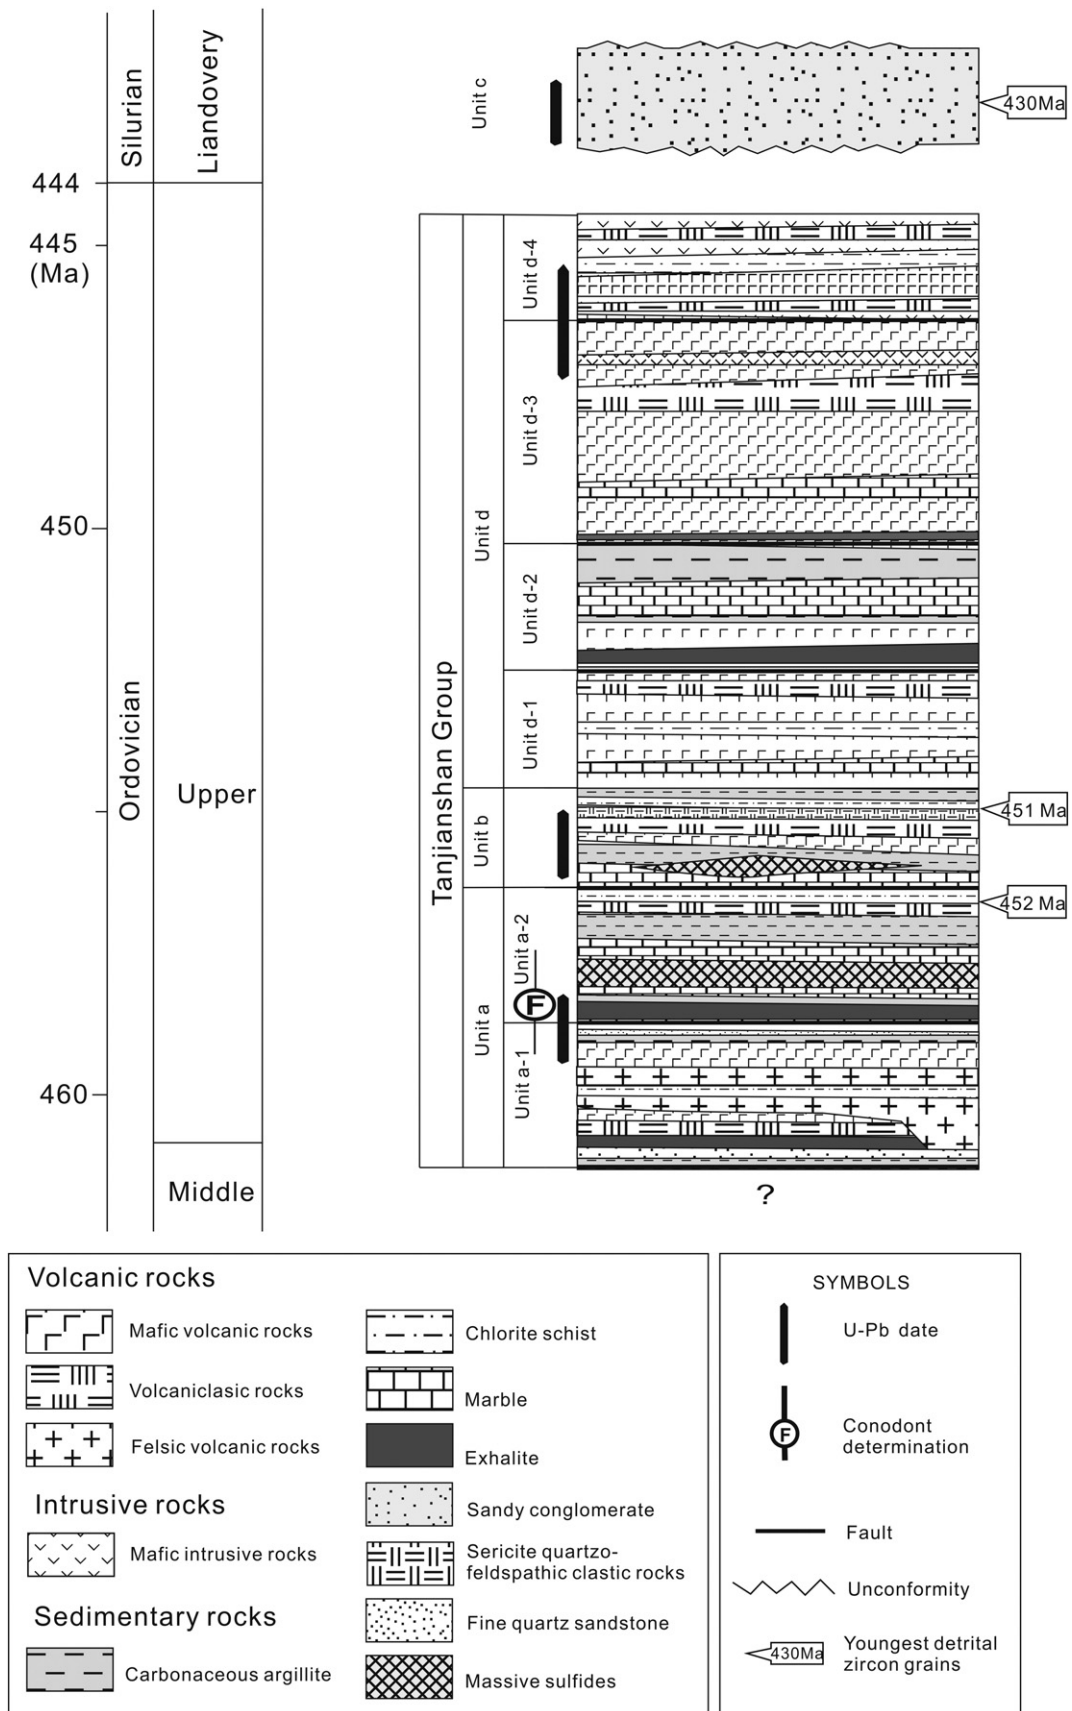 Silurian
Liandovery
Unit c
430Ma
444
445
(Ma)
Unit d-4
Unit d-3
450
Unit d
Unit d-2
Tanjianshan Group
Unit d-1
Ordovician
Upper
451 Ma
Unit b
452 Ma
Unit a-2
F
Unit a
Unit a-1
460
Middle
?
Volcanic rocks
Mafic volcanic rocks
Volcaniclasic rocks
Felsic volcanic rocks
Intrusive rocks
Mafic intrusive rocks
Sedimentary rocks
Carbonaceous argillite
Chlorite schist
Marble
Exhalite
Sandy conglomerate
Sericite quartzo-
feldspathic clastic rocks
Fine quartz sandstone
Massive sulfides
SYMBOLS
U-Pb date
F
Conodont
determination
Fault
Unconformity
430Ma
Youngest detrital
zircon grains